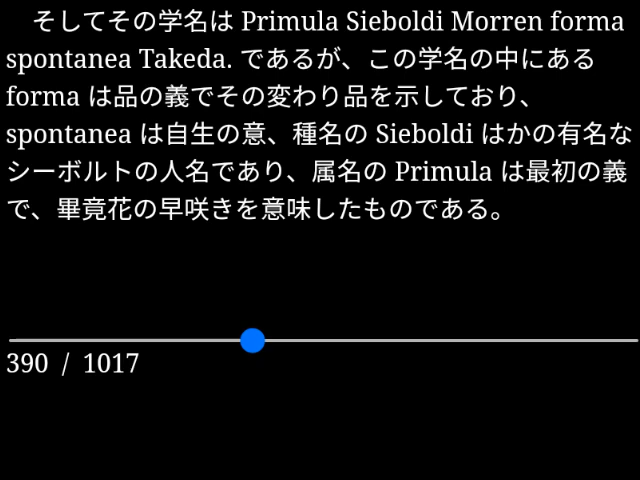 そしてその学名は Primula Sieboldi Morren forma
spontanea Takeda. であるが、この学名の中にある
forma は品の義でその変わり品を示しており、
spontanea は自生の意、種名の Sieboldi はかの有名な
シーボルトの人名であり、属名の Primula は最初の義
で、畢竟花の早咲きを意味したものである。
390 / 1017